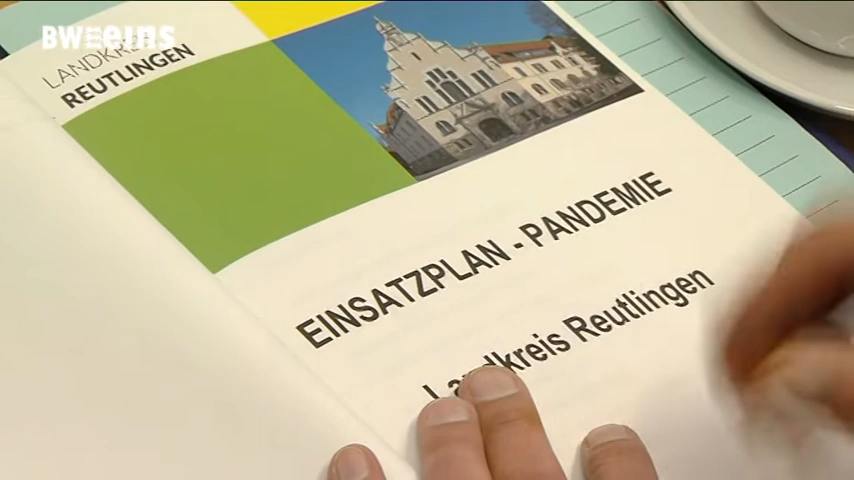 BWEINS
LANDKREIS
REUTLINGEN
EINSATZPLAN - PANDEMIE
Landkreis Reutlingen